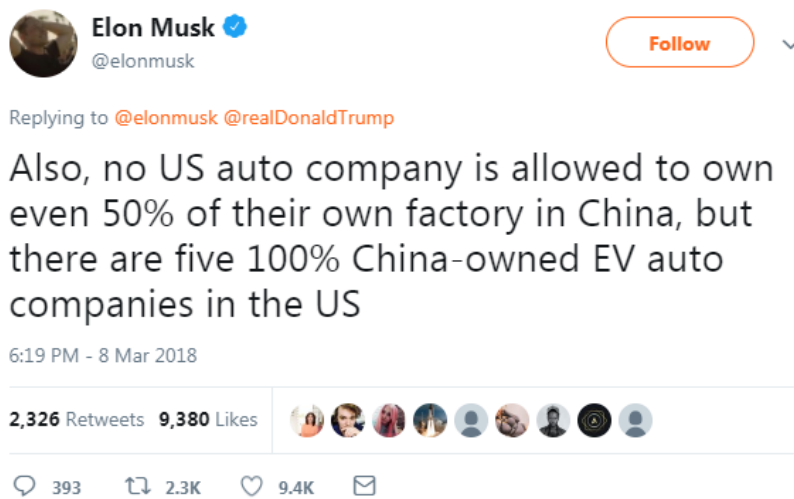 Elon Musk
Follow
@elonmusk
Replying to @elonmusk @realDonaldTrump
Also, no US auto company is allowed to own
even 50% of their own factory in China, but
there are five 100% China-owned EV auto
companies in the US
6:19 PM - 8 Mar 2018
2,326 Retweets 9,380 Likes
393 2.3K 9.4K